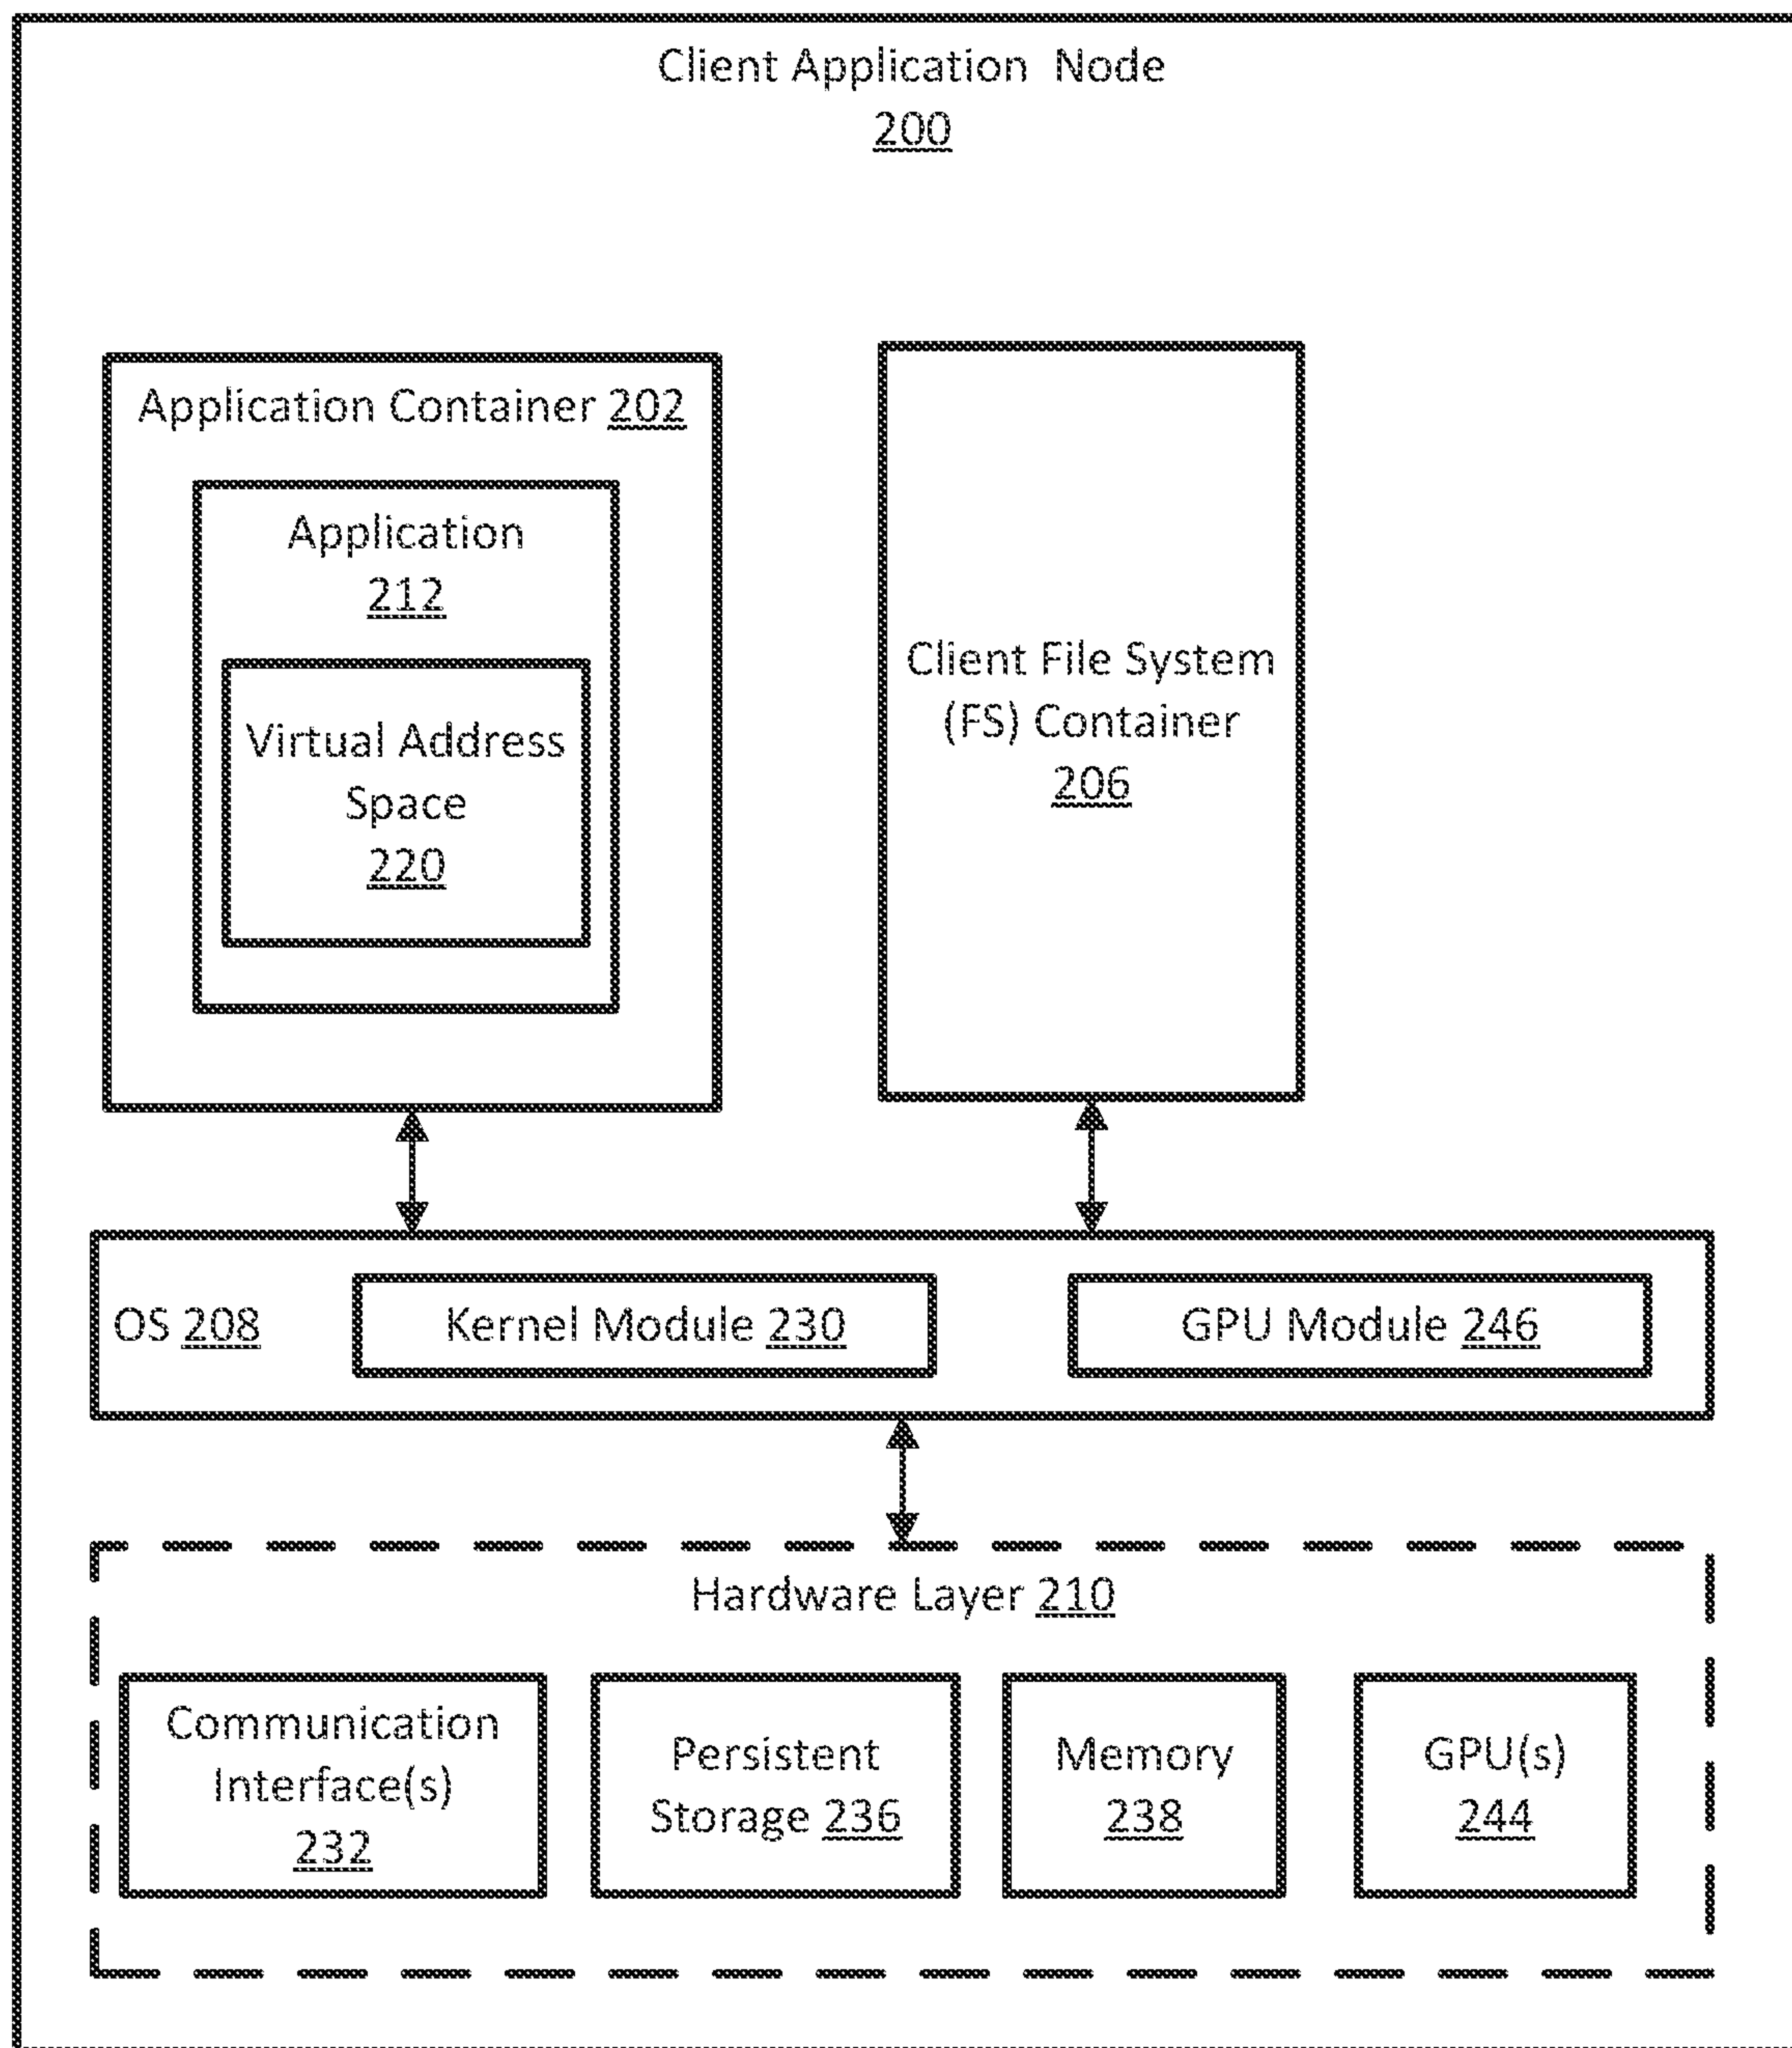 Client Application Node
200
Application Container 202
Application
212
Virtual Address
Space
220
Client File System
(FS) Container
206
OS 208
Kernel Module 230
GPU Module 246
Hardware Layer 210
Communication
Interface(s)
232
Persistent
Storage 236
Memory
238
GPU(s)
244